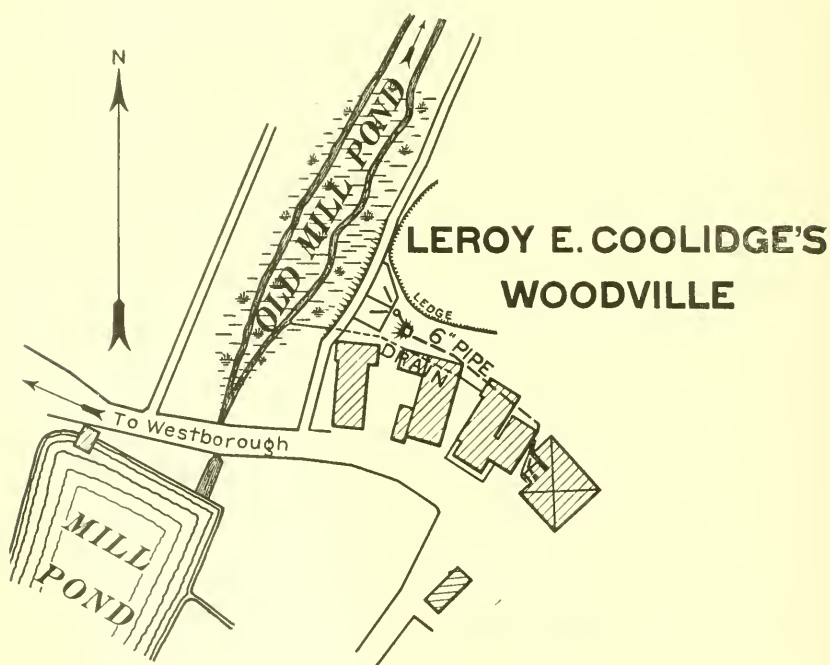 N
OLD MILL POND
LEROY E. COOLIDGE'S
WOODVILLE
LEDGE
6" PIPE
DRAIN
To Westborough
MILL
POND